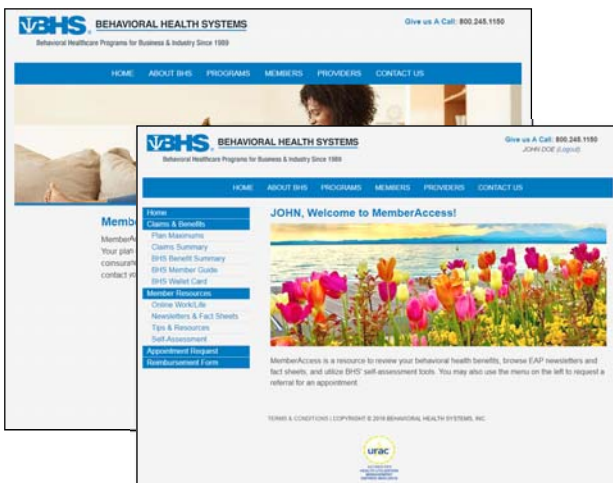 BHS. BEHAVIORAL HEALTH SYSTEMS
Give us A Call: 800.245.1150
Behavioral Healthcare Programs for Business & Industry Since 1989
HOME ABOUT BHS PROGRAMS MEMBERS PROVIDERS CONTACT US
Memb
Your plan
contact yo
BHS. BEHAVIORAL HEALTH SYSTEMS
Give us A Call: 800.245.1150
JOHN DOE (Logout)
Behavioral Healthcare Programs for Business & Industry Since 1989
HOME ABOUT BHS PROGRAMS MEMBERS PROVIDERS CONTACT US
Home
Claims & Benefits
Plan Maximums
Claims Summary
BHS Benefit Summary
BHS Member Guide
BHS Wallet Card
Member Resources
Online Work/Life
Newsletters & Fact Sheets
Tips & Resources
Self-Assessment
Appointment Request
Reimbursement Form
JOHN, Welcome to MemberAccess!
MemberAccess is a resource to review your behavioral health benefits, browse EAP newsletters and
fact sheets, and utilize BHS' self-assessment tools. You may also use the menu on the left to request a
referral for an appointment.
TERMS & CONDITIONS | COPYRIGHT © 2016 BEHAVIORAL HEALTH SYSTEMS, INC.
urac